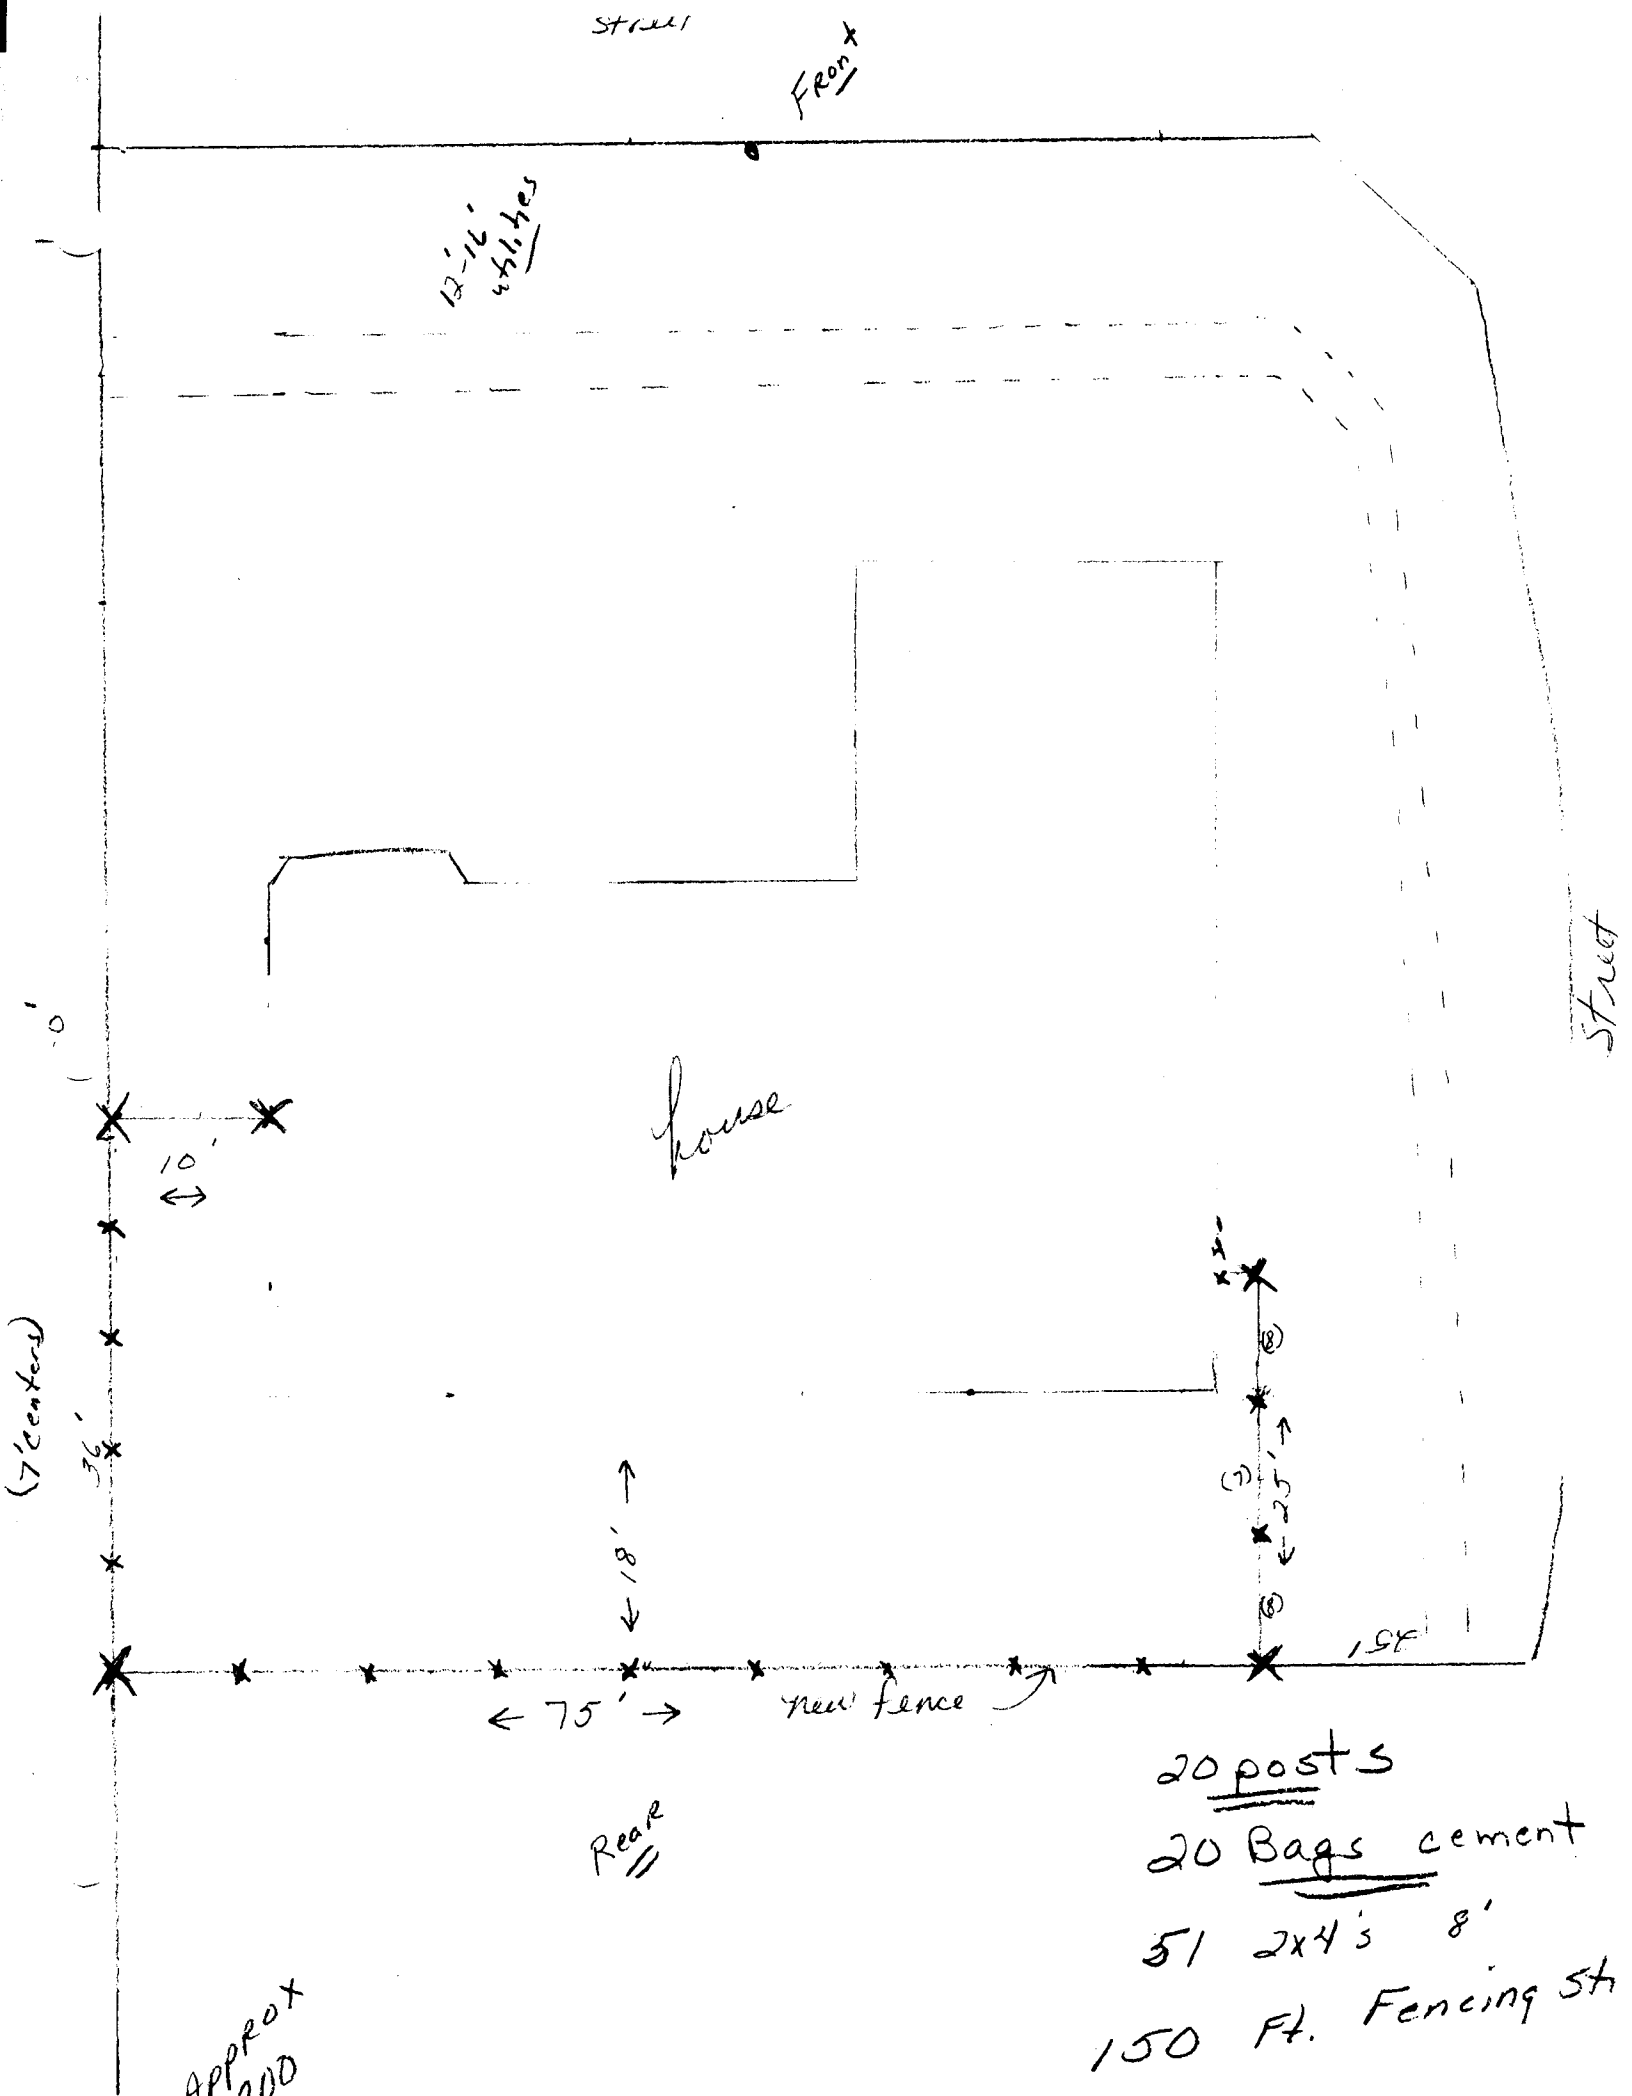 Street
Front
12'-16'
utilities
Street
10'
house
(7' centers)
36'
(8)
(7)
25'
(8)
18'
15'
75'
new fence
Rear
20 posts
20 Bags cement
51 2x4's 8'
150 Ft. Fencing
APPROX